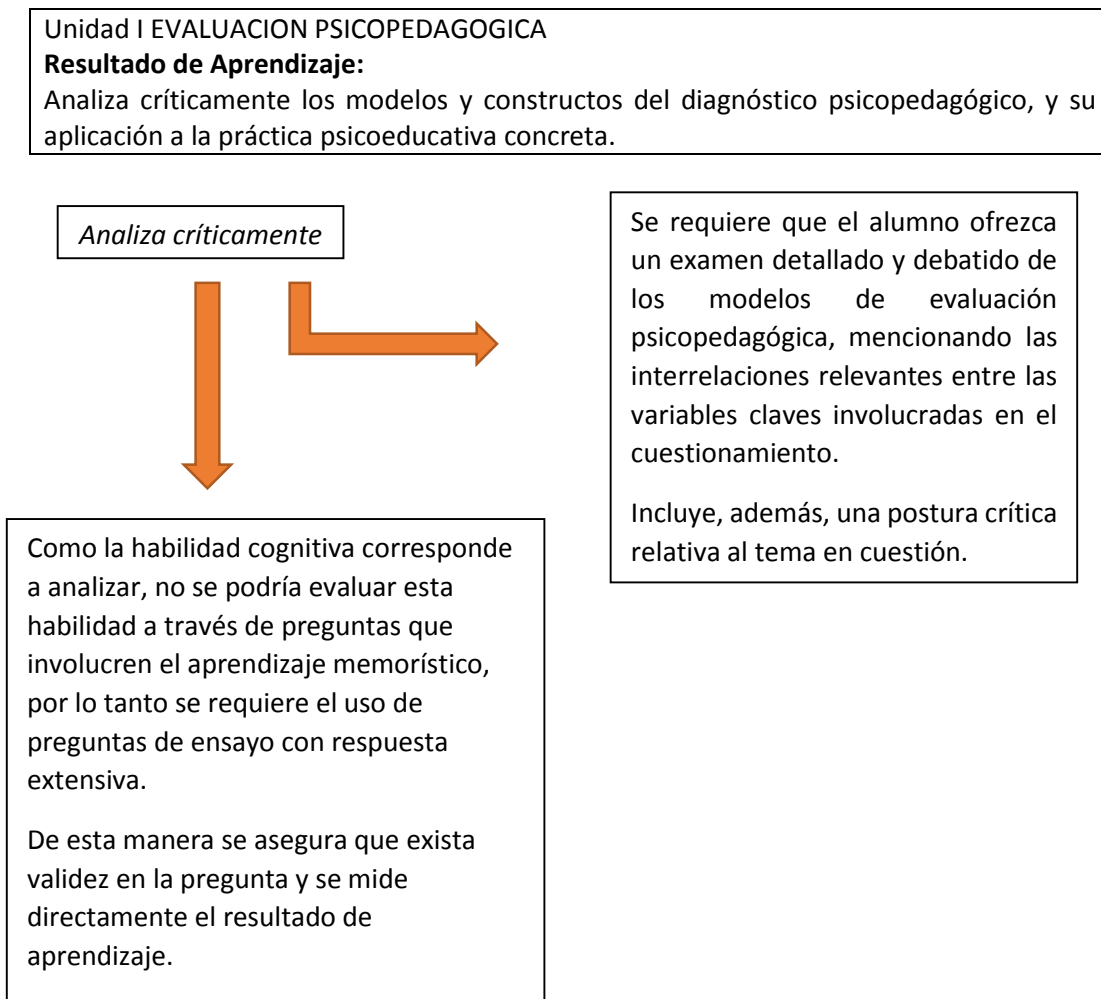 Unidad I EVALUACION PSICOPEDAGOGICA
Resultado de Aprendizaje:
Analiza críticamente los modelos y constructos del diagnóstico psicopedagógico, y su
aplicación a la práctica psicoeducativa concreta.
Analiza críticamente
Se requiere que el alumno ofrezca
un examen detallado y debatido de
los modelos de evaluación
psicopedagógica, mencionando las
interrelaciones relevantes entre las
variables claves involucradas en el
cuestionamiento.
Incluye, además, una postura crítica
relativa al tema en cuestión.
Como la habilidad cognitiva corresponde
a analizar, no se podría evaluar esta
habilidad a través de preguntas que
involucren el aprendizaje memorístico,
por lo tanto se requiere el uso de
preguntas de ensayo con respuesta
extensiva.
De esta manera se asegura que exista
validez en la pregunta y se mide
directamente el resultado de
aprendizaje.